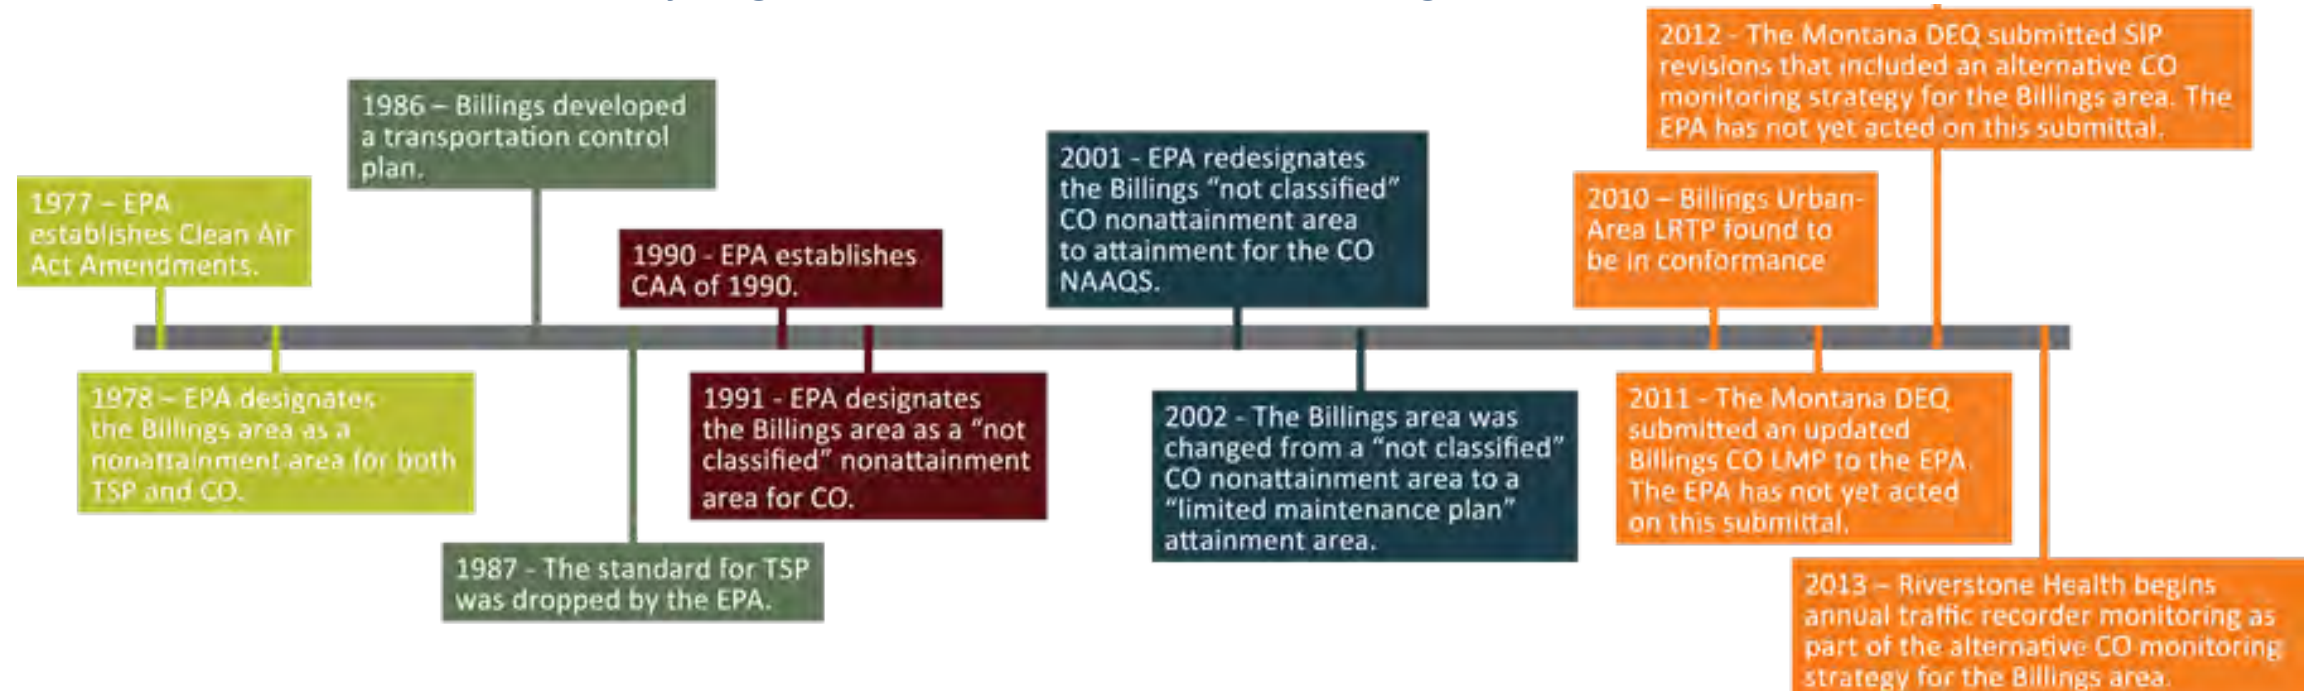 1977 – EPA
establishes Clean Air
Act Amendments.
1978 – EPA designates
the Billings area as a
nonattainment area for both
TSP and CO.
1986 – Billings developed
a transportation control
plan.
1987 - The standard for TSP
was dropped by the EPA.
1990 - EPA establishes
CAA of 1990.
1991 - EPA designates
the Billings area as a “not
classified” nonattainment
area for CO.
2001 - EPA redesignates
the Billings “not classified”
CO nonattainment area
to attainment for the CO
NAAQS.
2002 - The Billings area was
changed from a “not classified”
CO nonattainment area to a
“limited maintenance plan”
attainment area.
2010 – Billings Urban-
Area LRTP found to
be in conformance
2011 - The Montana DEQ
submitted an updated
Billings CO LMP to the EPA.
The EPA has not yet acted
on this submittal.
2012 - The Montana DEQ submitted SIP
revisions that included an alternative CO
monitoring strategy for the Billings area. The
EPA has not yet acted on this submittal.
2013 – Riverstone Health begins
annual traffic recorder monitoring as
part of the alternative CO monitoring
strategy for the Billings area.